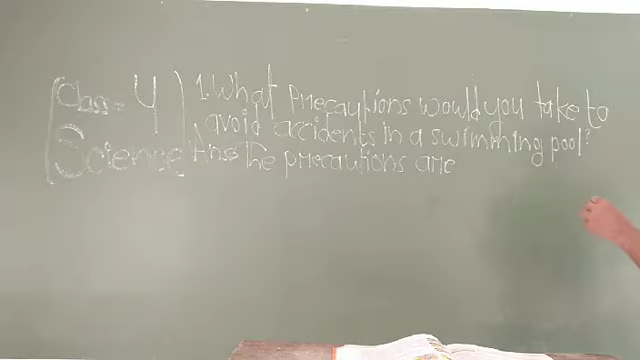 Class = 4
Science
1. What precautions would you take to
avoid accidents in a swimming pool?
Ans The precautions are